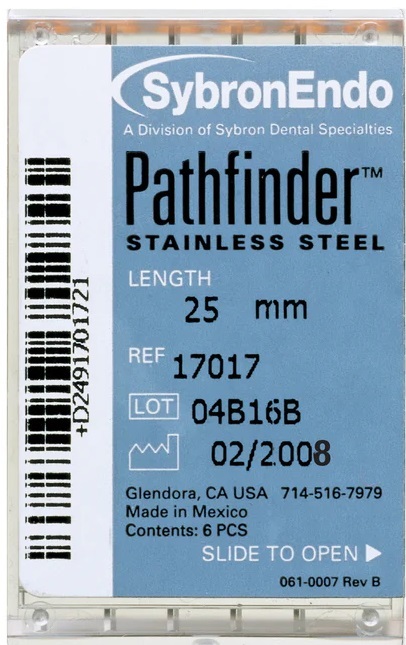 SybronEndo
A Division of Sybron Dental Specialties
Pathfinder™
STAINLESS STEEL
LENGTH
25 mm
REF 17017
LOT 04B16B
02/2008
Glendora, CA USA 714-516-7979
Made in Mexico
Contents: 6 PCS
SLIDE TO OPEN ▶
061-0007 Rev B
+D2491701721